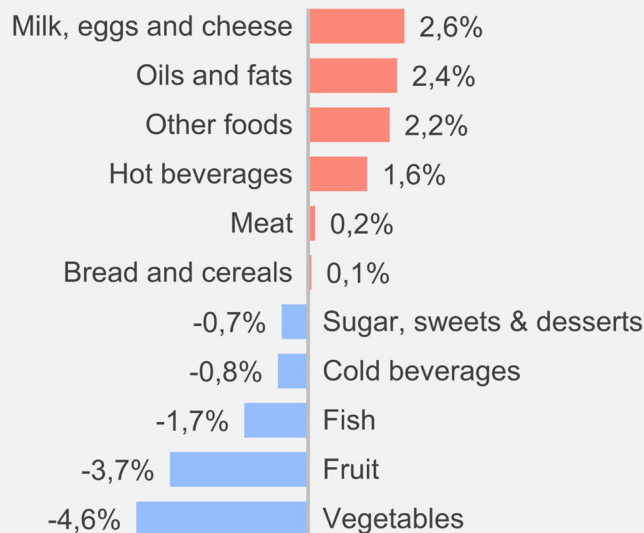 Milk, eggs and cheese 2,6%
Oils and fats 2,4%
Other foods 2,2%
Hot beverages 1,6%
Meat 0,2%
Bread and cereals 0,1%
-0,7% Sugar, sweets & desserts
-0,8% Cold beverages
-1,7% Fish
-3,7% Fruit
-4,6% Vegetables